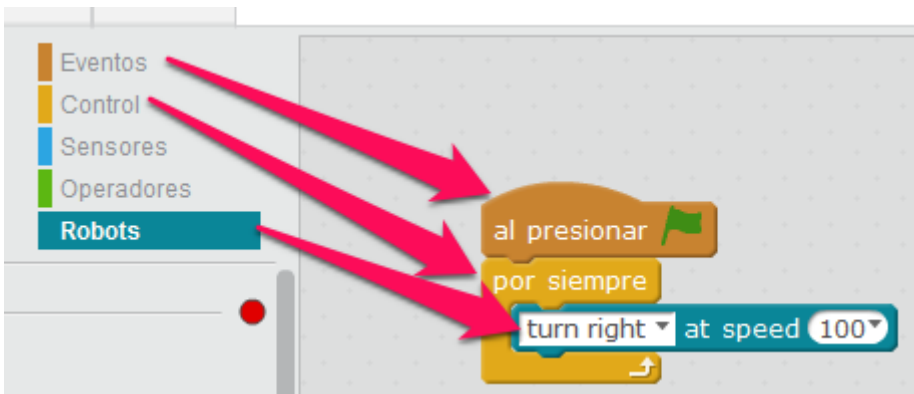 Eventos
Control
Sensores
Operadores
Robots
al presionar
por siempre
turn right at speed 100